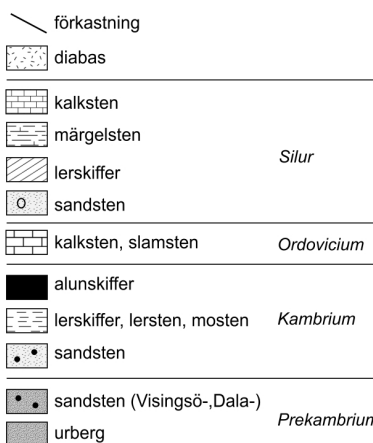 förkastning
diabas
kalksten
märgelsten
Silur
lerskiffer
sandsten
kalksten, slamsten Ordovicium
alunskiffer
lerskiffer, lersten, mosten Kambrium
sandsten
sandsten (Visingsö-,Dala-)
Prekambrium
urberg